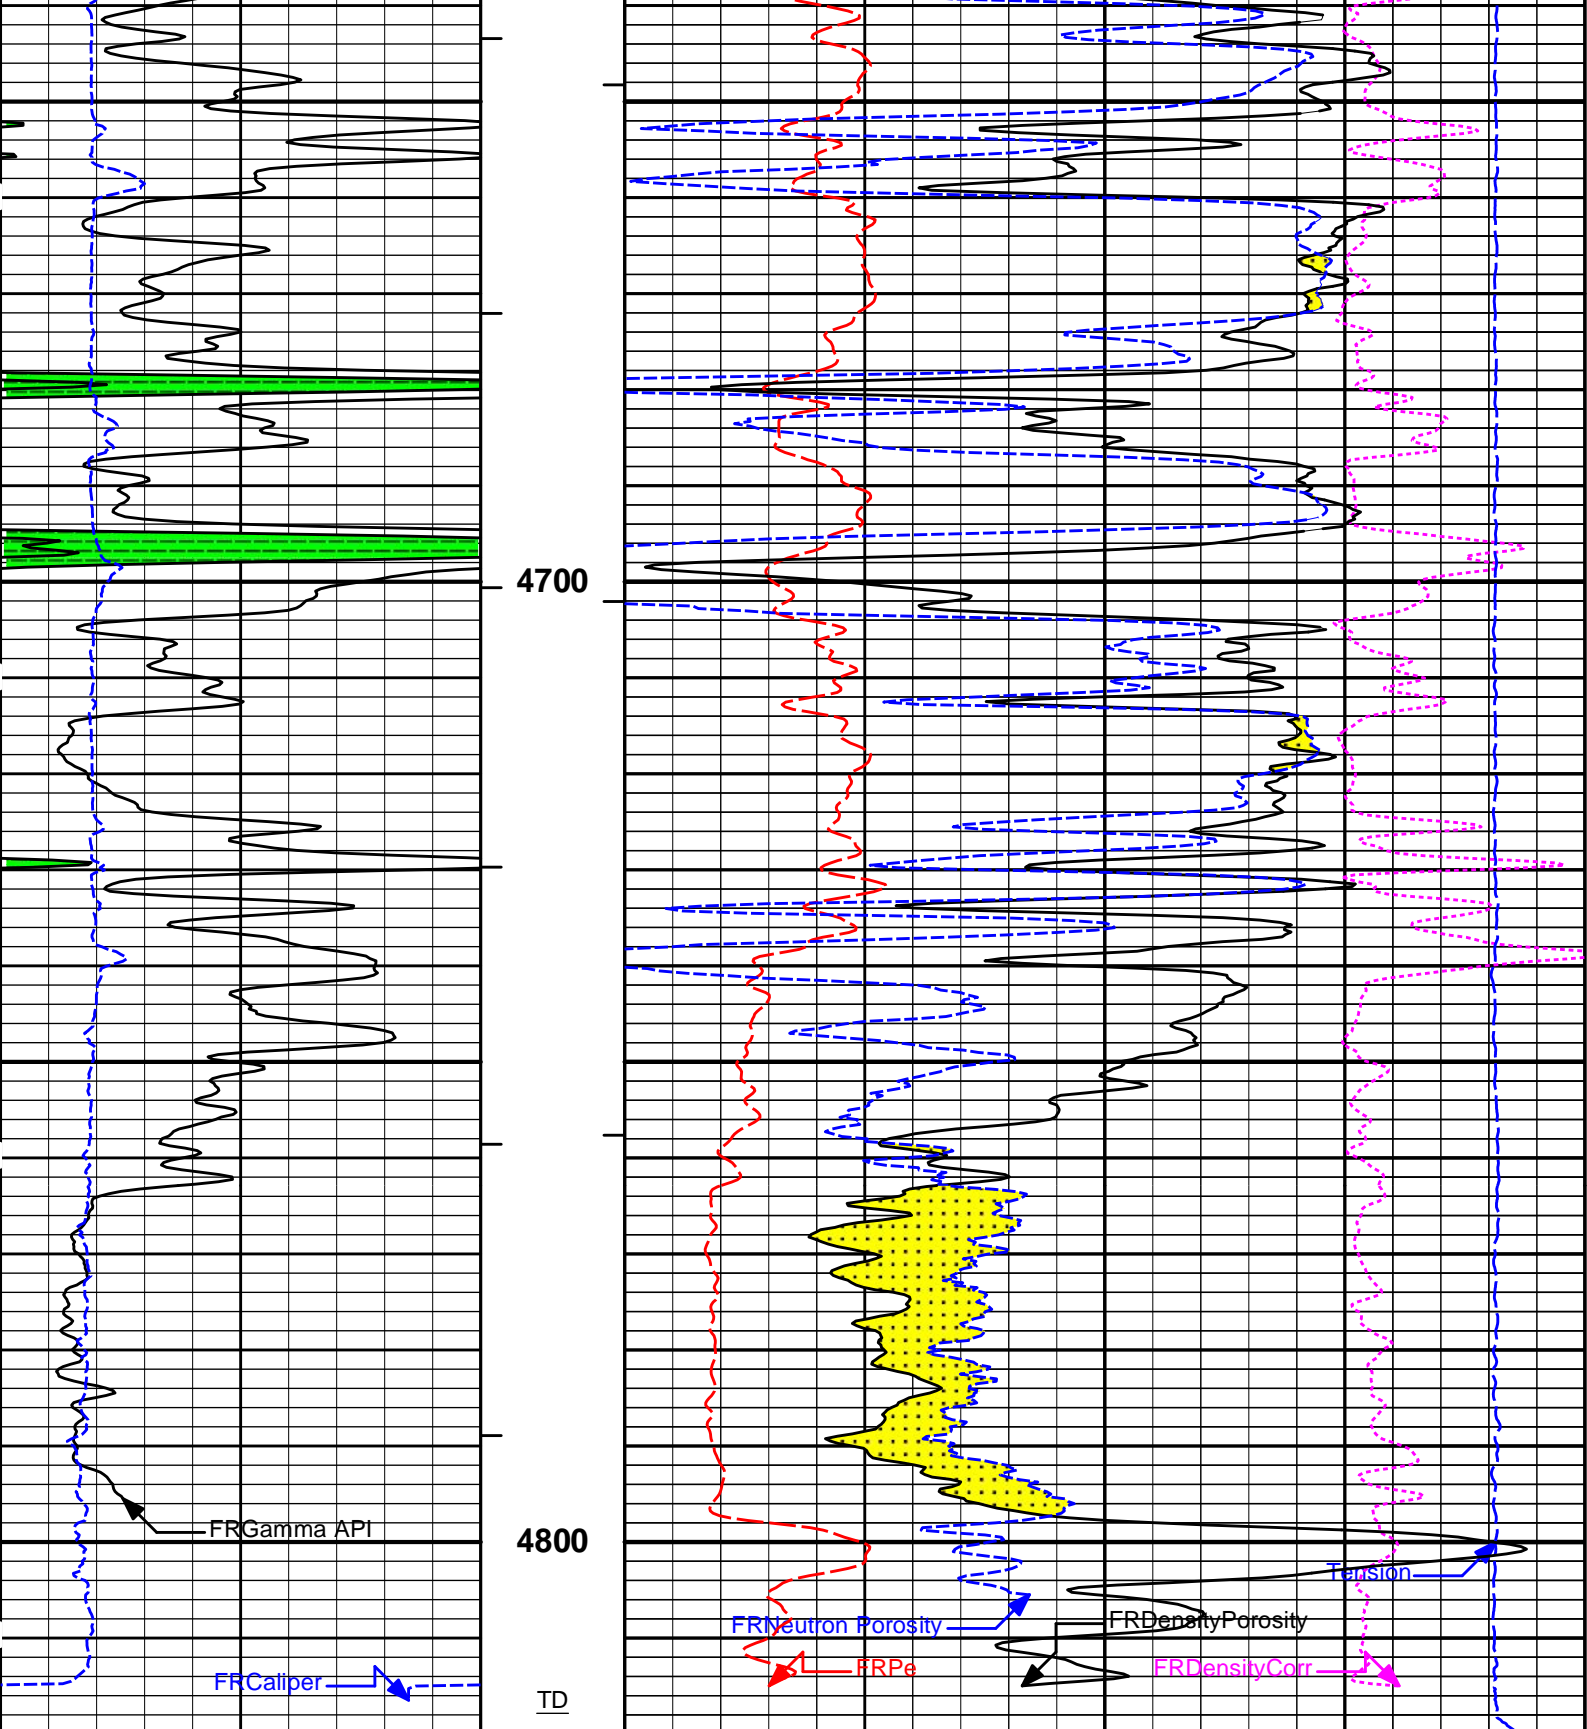 4700
4800
FRGamma API
Tension
FRNeutron Porosity
FRDensityPorosity
FRPe
FRDensityCorr
FRCaliper
TD